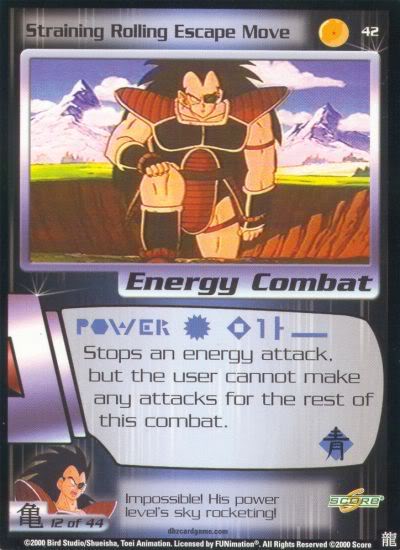 Straining Rolling Escape Move
42
Energy Combat
POWER
Stops an energy attack.
but the user cannot make
any attacks for the rest of
this combat.
青
亀
12 of 44
Impossible! His power
level's sky rocketing!
SCORE
dbzcardgame.com
龍
©2000 Bird Studio/Shueisha, Toei Animation. Licensed by FUNimation®. All Rights Reserved ©2000 Score